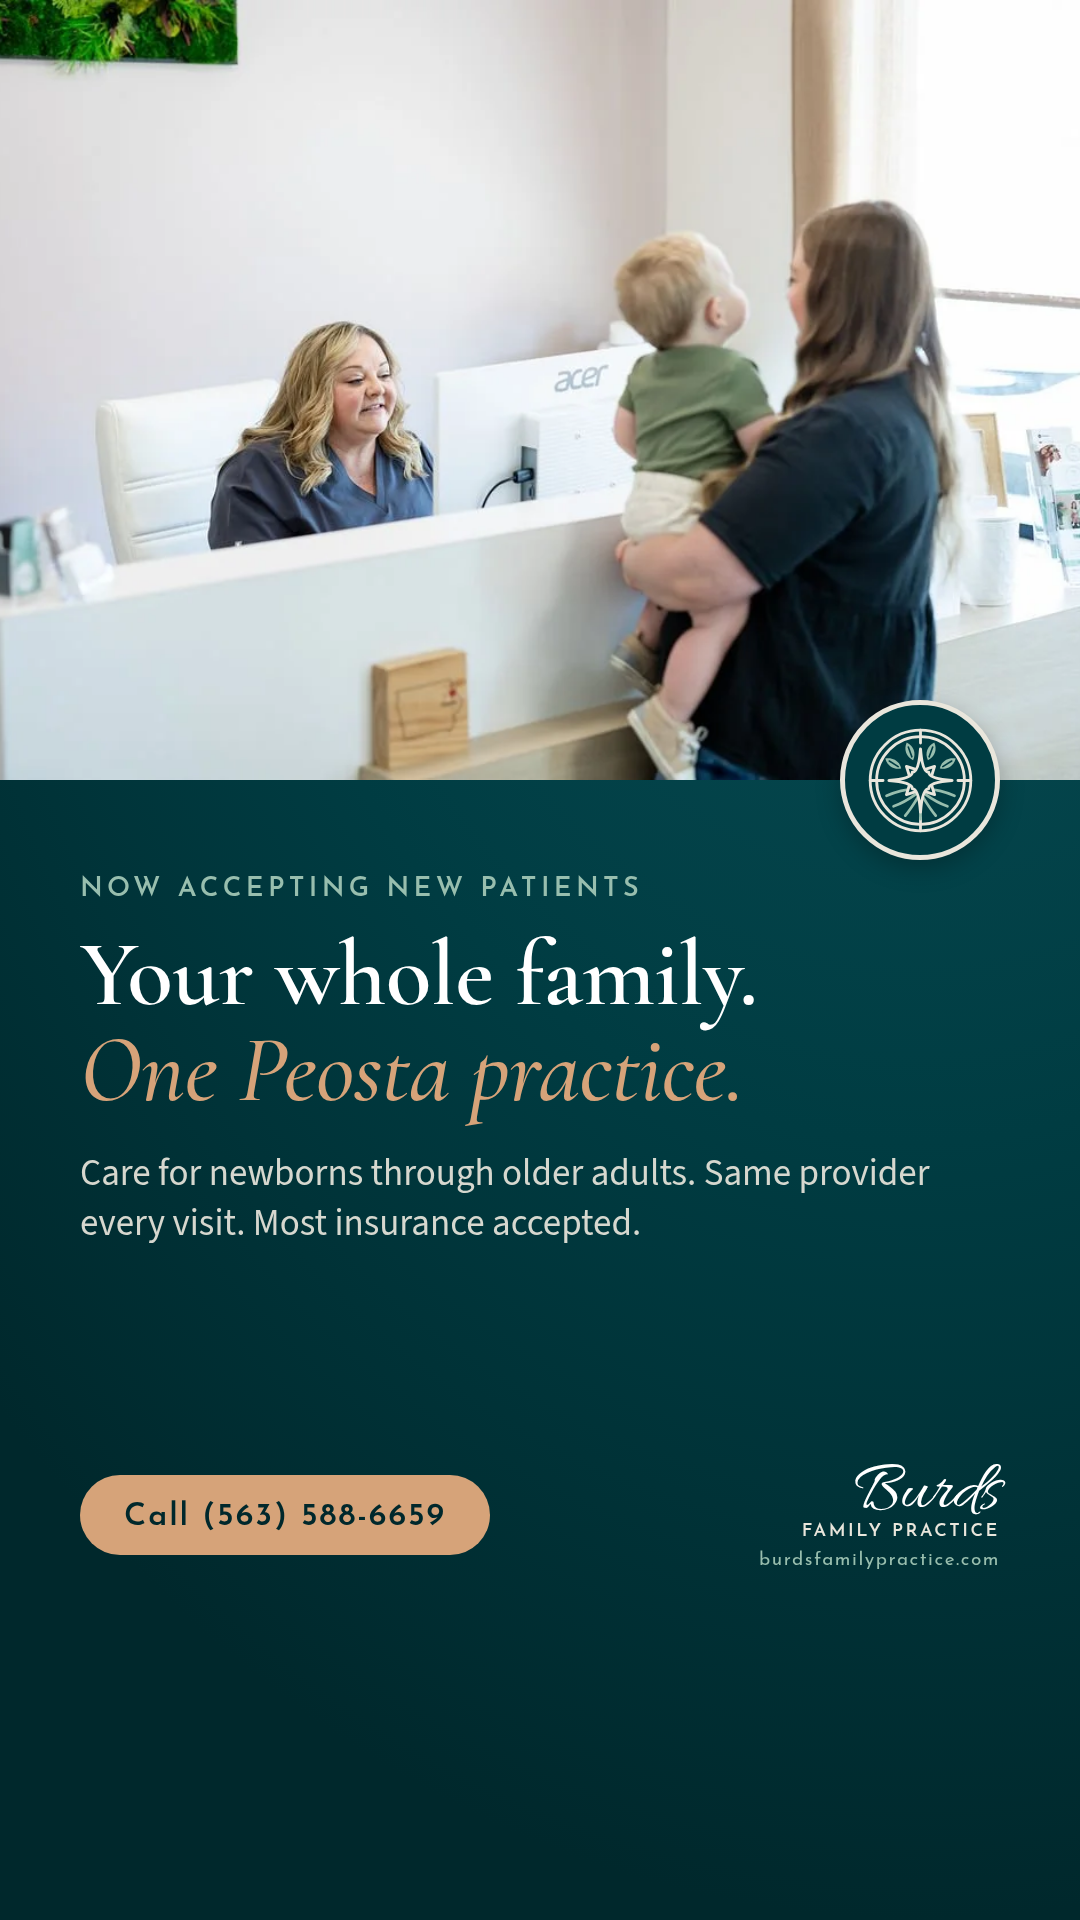 acer
NOW ACCEPTING NEW PATIENTS
Your whole family.
One Peosta practice.
Care for newborns through older adults. Same provider
every visit. Most insurance accepted.
Call (563) 588-6659
Burds
FAMILY PRACTICE
burdsfamilypractice.com